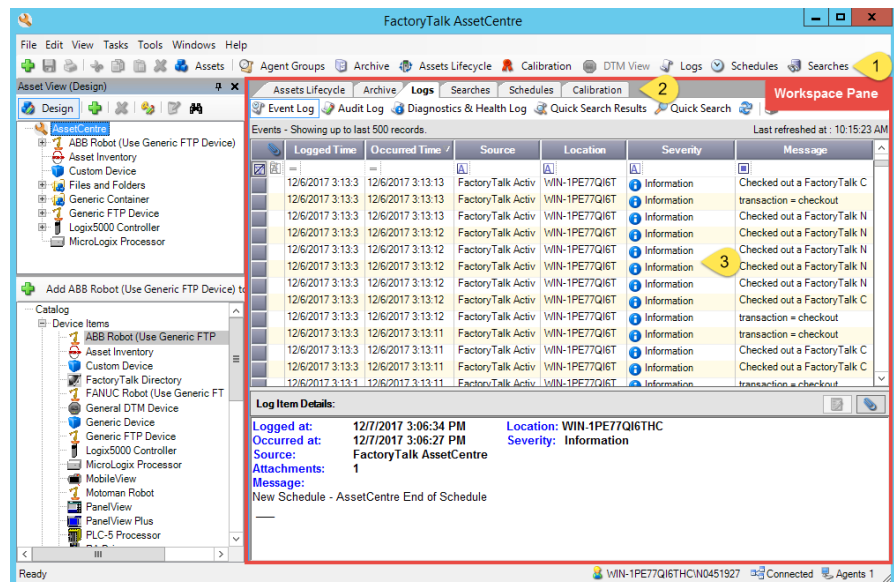 FactoryTalk AssetCentre
File Edit View Tasks Tools Windows Help
Assets Agent Groups Archive Assets Lifecycle Calibration DTM View Logs Schedules Searches 1
Asset View (Design)
Design
AssetCentre
ABB Robot (Use Generic FTP Device)
Asset Inventory
Custom Device
Files and Folders
Generic Container
Generic FTP Device
Logix5000 Controller
MicroLogix Processor
Add ABB Robot (Use Generic FTP Device) to
Catalog
Device Items
ABB Robot (Use Generic FTP
Asset Inventory
Custom Device
FactoryTalk Directory
FANUC Robot (Use Generic FT
General DTM Device
Generic Device
Generic FTP Device
Logix5000 Controller
MicroLogix Processor
MobileView
Motoman Robot
PanelView
PanelView Plus
PLC-5 Processor
Assets Lifecycle Archive Logs Searches Schedules Calibration 2
Workspace Pane
Event Log Audit Log Diagnostics & Health Log Quick Search Results Quick Search
Events - Showing up to last 500 records. Last refreshed at : 10:15:23 AM
Logged Time Occurred Time Source Location Severity Message
12/6/2017 3:13:3 12/6/2017 3:13:13 FactoryTalk Activ WIN-1PE77QI6T Information Checked out a FactoryTalk C
12/6/2017 3:13:3 12/6/2017 3:13:13 FactoryTalk Activ WIN-1PE77QI6T Information transaction = checkout
12/6/2017 3:13:3 12/6/2017 3:13:13 FactoryTalk Activ WIN-1PE77QI6T Information Checked out a FactoryTalk N
12/6/2017 3:13:3 12/6/2017 3:13:12 FactoryTalk Activ WIN-1PE77QI6T Information Checked out a FactoryTalk N
12/6/2017 3:13:3 12/6/2017 3:13:12 FactoryTalk Activ WIN-1PE77QI6T Information Checked out a FactoryTalk N
12/6/2017 3:13:3 12/6/2017 3:13:12 FactoryTalk Activ WIN-1PE77QI6T Information 3 Checked out a FactoryTalk N
12/6/2017 3:13:3 12/6/2017 3:13:12 FactoryTalk Activ WIN-1PE77QI6T Information Checked out a FactoryTalk N
12/6/2017 3:13:3 12/6/2017 3:13:12 FactoryTalk Activ WIN-1PE77QI6T Information Checked out a FactoryTalk C
12/6/2017 3:13:3 12/6/2017 3:13:12 FactoryTalk Activ WIN-1PE77QI6T Information transaction = checkout
12/6/2017 3:13:3 12/6/2017 3:13:11 FactoryTalk Activ WIN-1PE77QI6T Information transaction = checkout
12/6/2017 3:13:3 12/6/2017 3:13:11 FactoryTalk Activ WIN-1PE77QI6T Information Checked out a FactoryTalk C
12/6/2017 3:13:3 12/6/2017 3:13:11 FactoryTalk Activ WIN-1PE77QI6T Information Checked out a FactoryTalk C
12/6/2017 3:13:1 12/6/2017 3:13:11 FactoryTalk Activ WIN-1PE77QI6T Information transaction = checkout
Log Item Details:
Logged at: 12/7/2017 3:06:34 PM Location: WIN-1PE77QI6THC
Occurred at: 12/7/2017 3:06:27 PM Severity: Information
Source: FactoryTalk AssetCentre
Attachments: 1
Message:
New Schedule - AssetCentre End of Schedule
Ready WIN-1PE77QI6THC\N0451927 Connected Agents 1